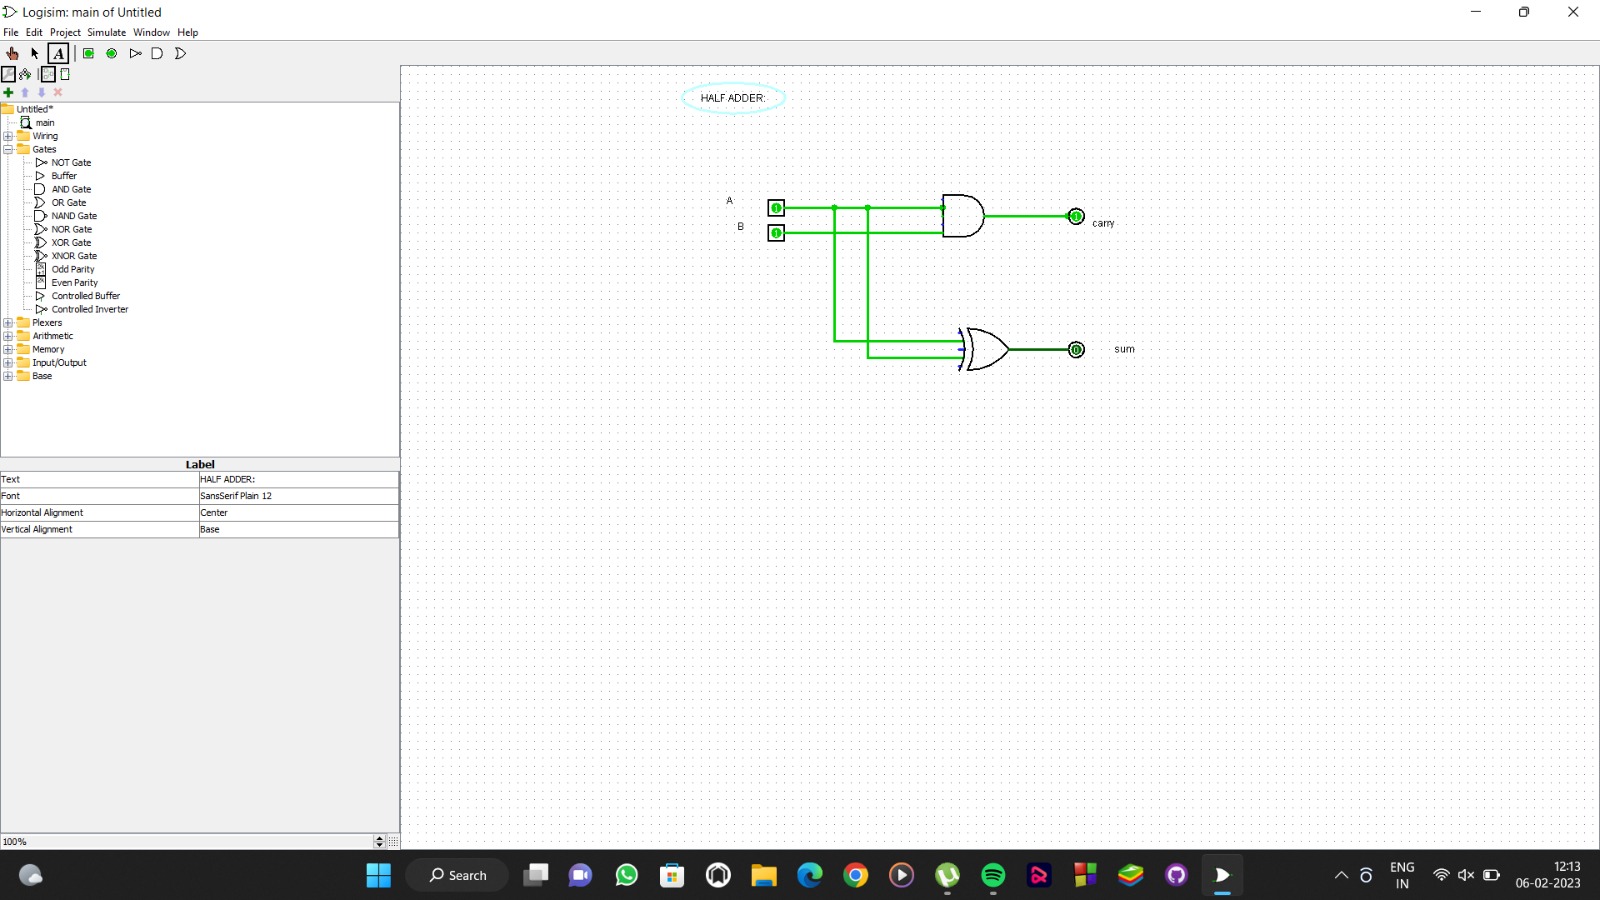 Logisim: main of Untitled
File Edit Project Simulate Window Help
A
Untitled*
main
Wiring
Gates
NOT Gate
Buffer
AND Gate
OR Gate
NAND Gate
NOR Gate
XOR Gate
XNOR Gate
Odd Parity
Even Parity
Controlled Buffer
Controlled Inverter
Plexers
Arithmetic
Memory
Input/Output
Base
Label
Text HALF ADDER:
Font SansSerif Plain 12
Horizontal Alignment Center
Vertical Alignment Base
100%
HALF ADDER:
A 1
B 1
1 carry
0 sum
Search
ENG
IN
12:13
06-02-2023